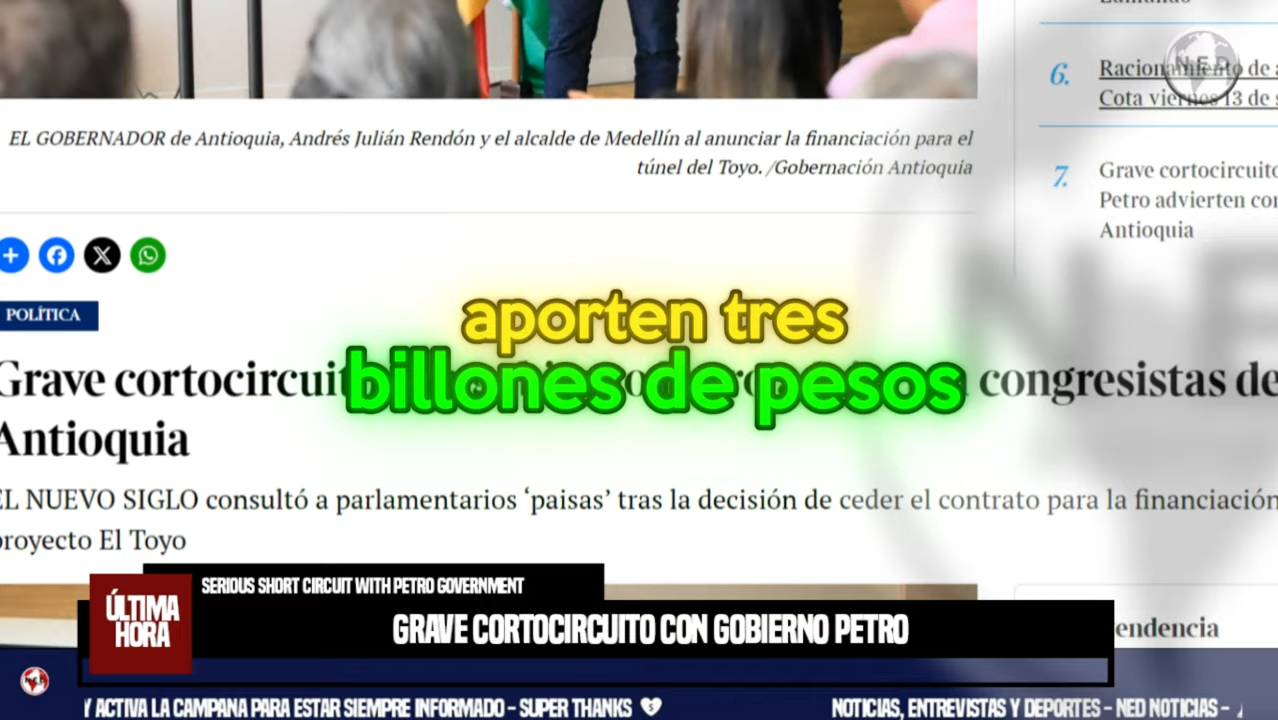 6.
Racionamiento de a
Cota viernes 13 de s
EL GOBERNADOR de Antioquia, Andrés Julián Rendón y el alcalde de Medellín al anunciar la financiación para el
túnel del Toyo. /Gobernación Antioquia
7.
Grave cortocircuito
Petro advierten con
Antioquia
POLÍTICA
aporten tres
billones de pesos
Grave cortocircuit congresistas de
Antioquia
EL NUEVO SIGLO consultó a parlamentarios ‘paisas’ tras la decisión de ceder el contrato para la financiación
proyecto El Toyo
SERIOUS SHORT CIRCUIT WITH PETRO GOVERNMENT
ÚLTIMA
HORA
GRAVE CORTOCIRCUITO CON GOBIERNO PETRO
endencia
Y ACTIVA LA CAMPANA PARA ESTAR SIEMPRE INFORMADO - SUPER THANKS
NOTICIAS, ENTREVISTAS Y DEPORTES - NED NOTICIAS -